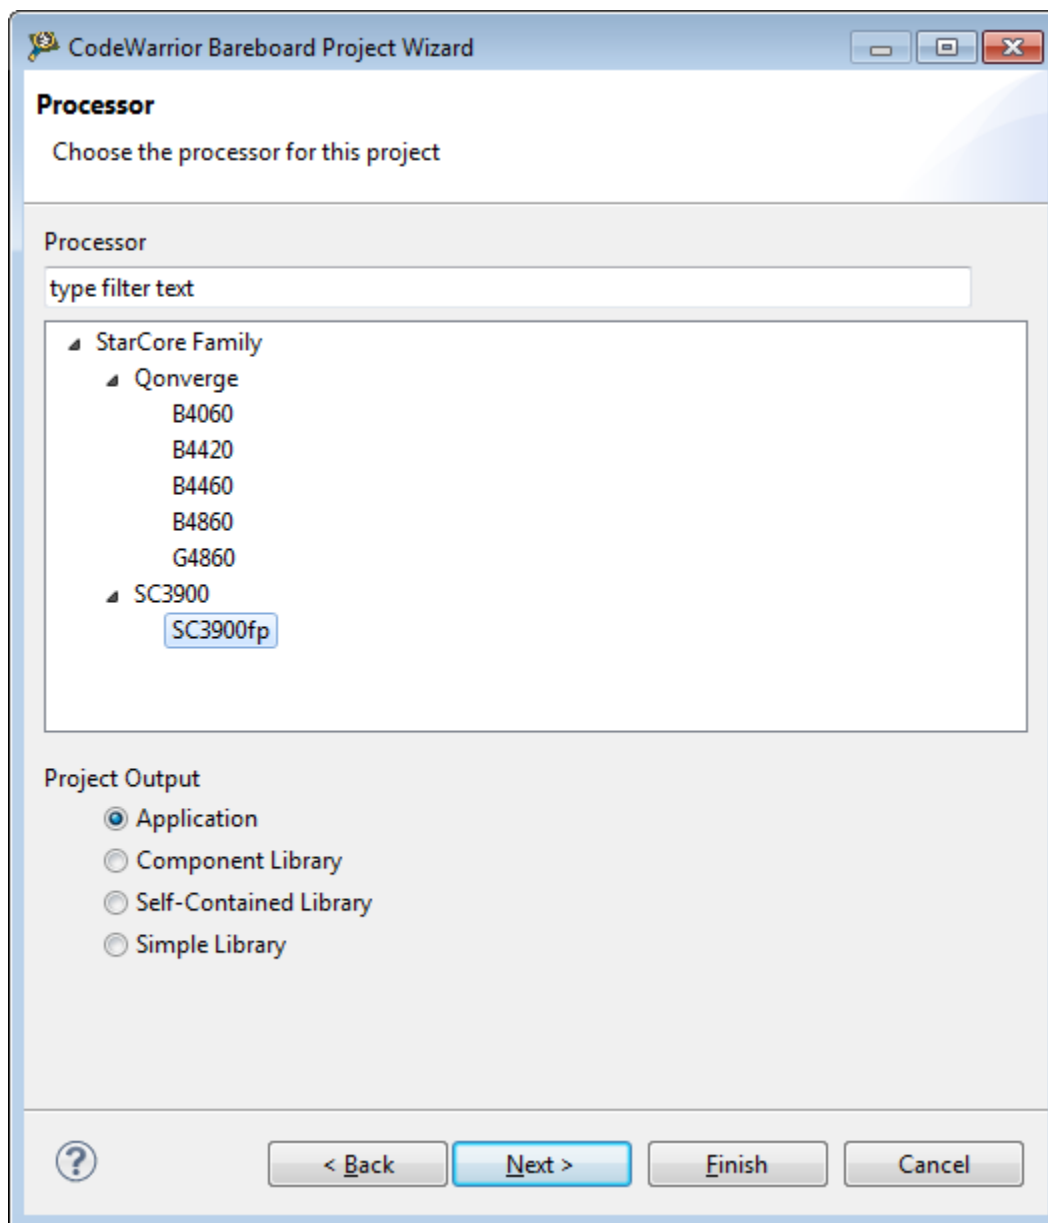 CodeWarrior Bareboard Project Wizard
Processor
Choose the processor for this project
Processor
type filter text
StarCore Family
Qonverge
B4060
B4420
B4460
B4860
G4860
SC3900
SC3900fp
Project Output
Application
Component Library
Self-Contained Library
Simple Library
? < Back Next > Finish Cancel